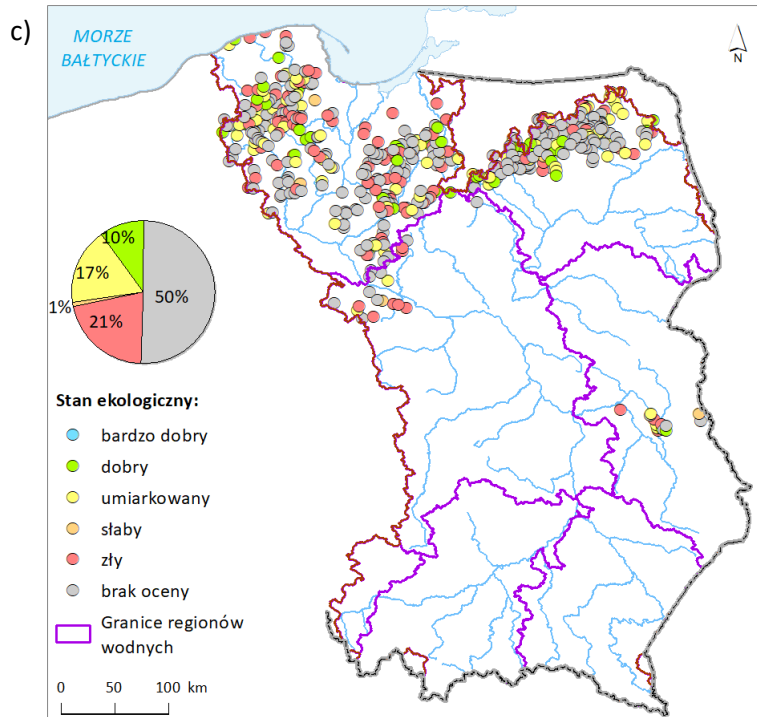 c)
MORZE
BAŁTYCKIE
N
10%
17%
1%
50%
21%
Stan ekologiczny:
bardzo dobry
dobry
umiarkowany
słaby
zły
brak oceny
Granice regionów
wodnych
0 50 100 km